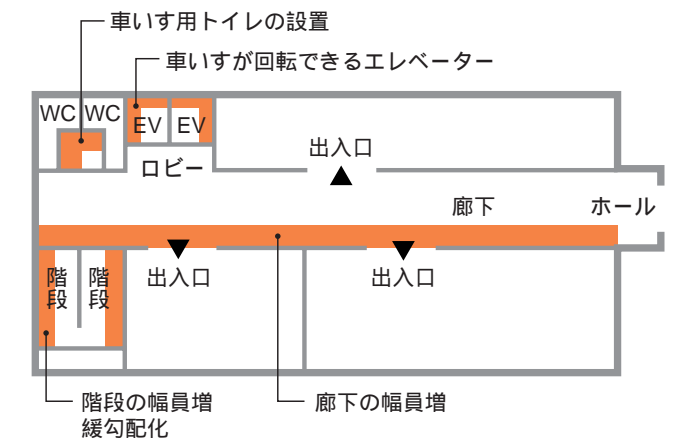 車いす用トイレの設置
車いすが回転できるエレベーター
WC WC
EV EV
ロビー
出入口
廊下
ホール
階段
階段
出入口
出入口
階段の幅員増
緩勾配化
廊下の幅員増